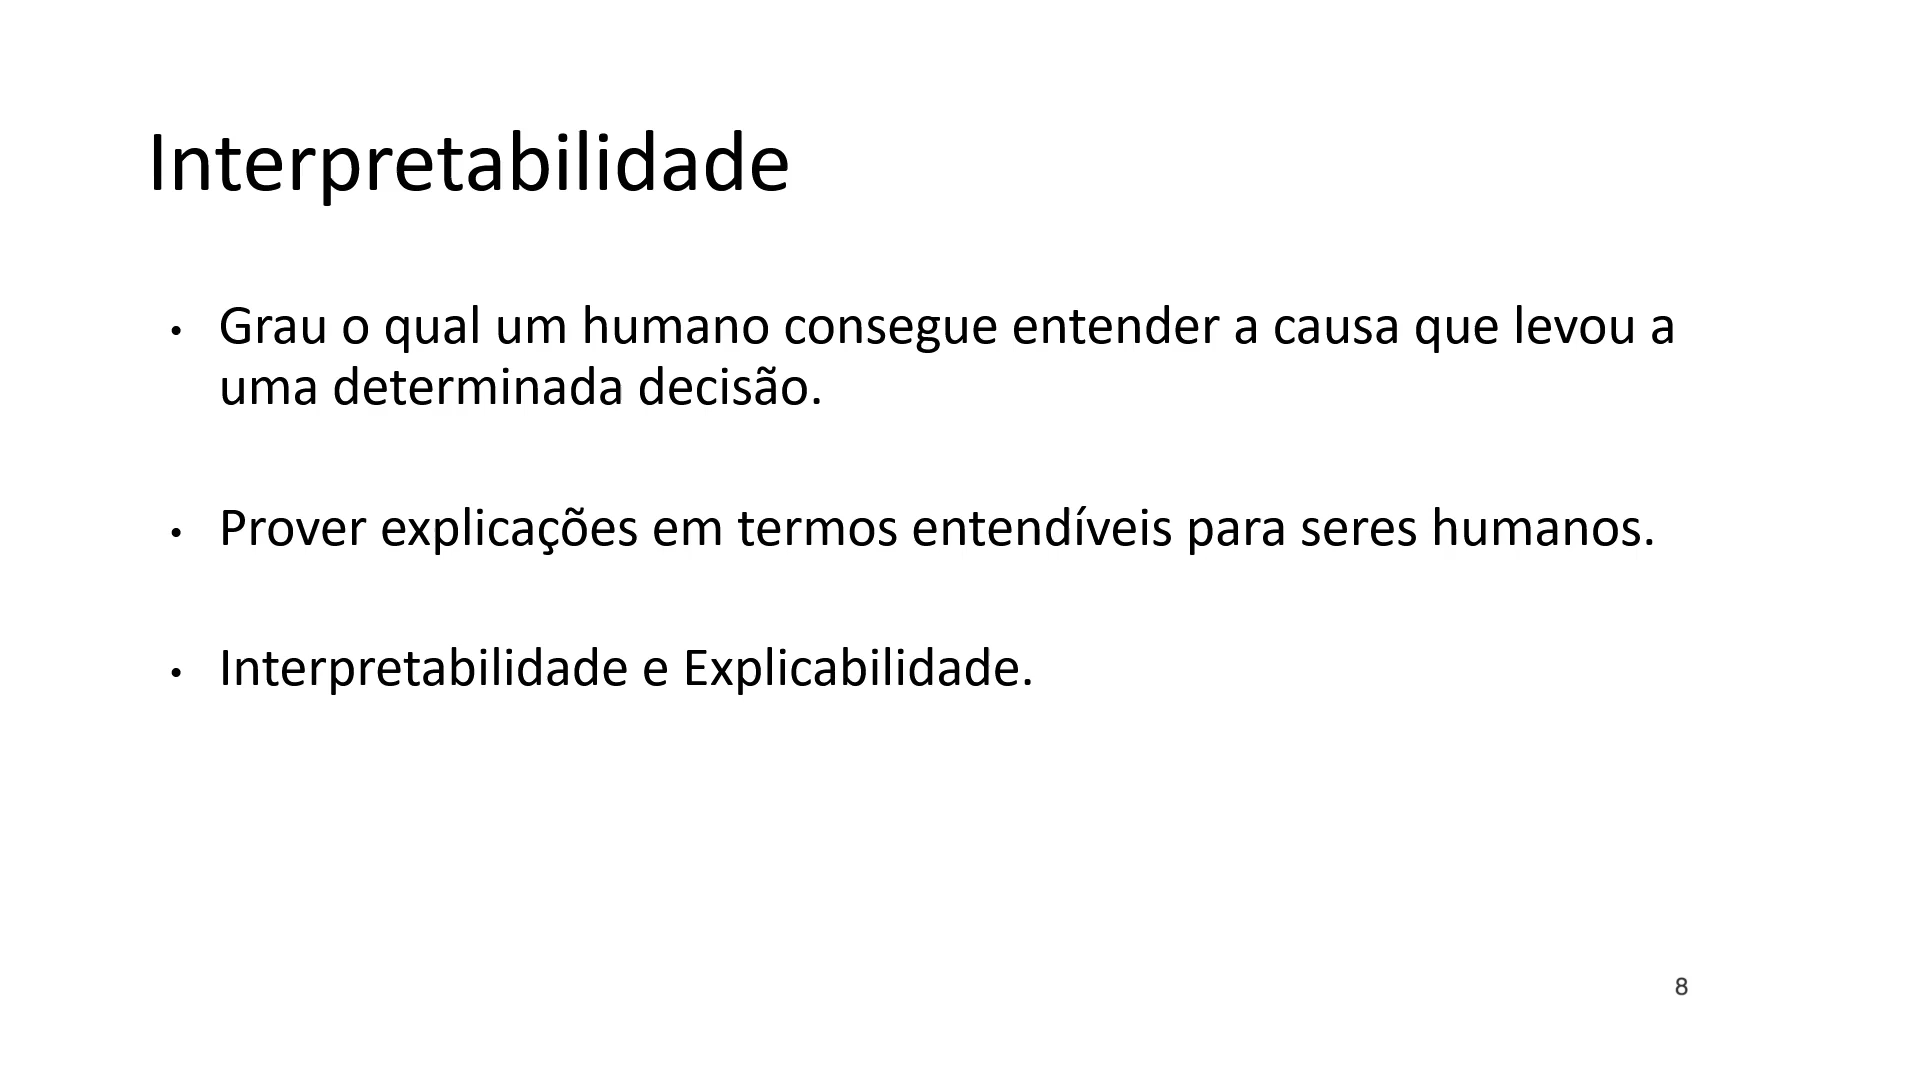 Interpretabilidade
• Grau o qual um humano consegue entender a causa que levou a
uma determinada decisão.
• Prover explicações em termos entendíveis para seres humanos.
• Interpretabilidade e Explicabilidade.
8